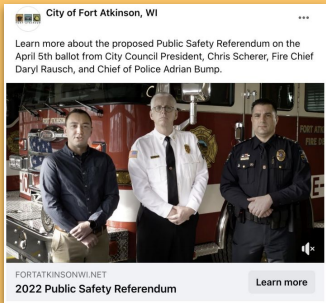 City of Fort Atkinson, WI
Learn more about the proposed Public Safety Referendum on the
April 5th ballot from City Council President, Chris Scherer, Fire Chief
Daryl Rausch, and Chief of Police Adrian Bump.
FORTATKINSONWI.NET
2022 Public Safety Referendum
Learn more